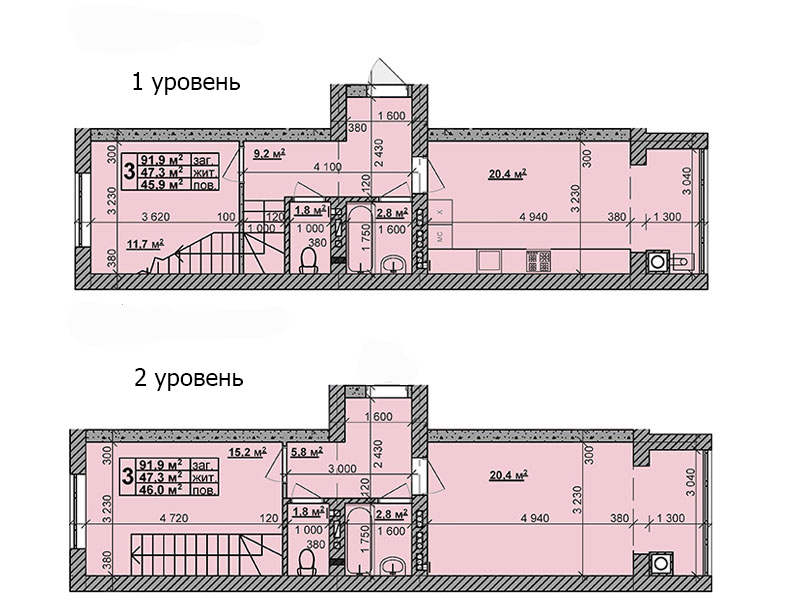 1 уровень
1 600
380
2 430
120
300
3 91.9 м² заг.
47.3 м² жит.
45.9 м² пов.
9.2 м²
4 100
3 230
3 620
100
120
1 000
11.7 м²
380
1.8 м²
1 000
380
2.8 м²
1 750
1 600
300
20.4 м²
3 230
4 940
380
1 300
3 040
X
МС
2 уровень
1 600
2 430
120
300
15.2 м²
5.8 м²
3 000
3 91.9 м² заг.
47.3 м² жит.
46.0 м² пов.
3 230
4 720
120
380
1.8 м²
1 000
380
2.8 м²
1 750
1 600
300
20.4 м²
3 230
4 940
380
1 300
3 040